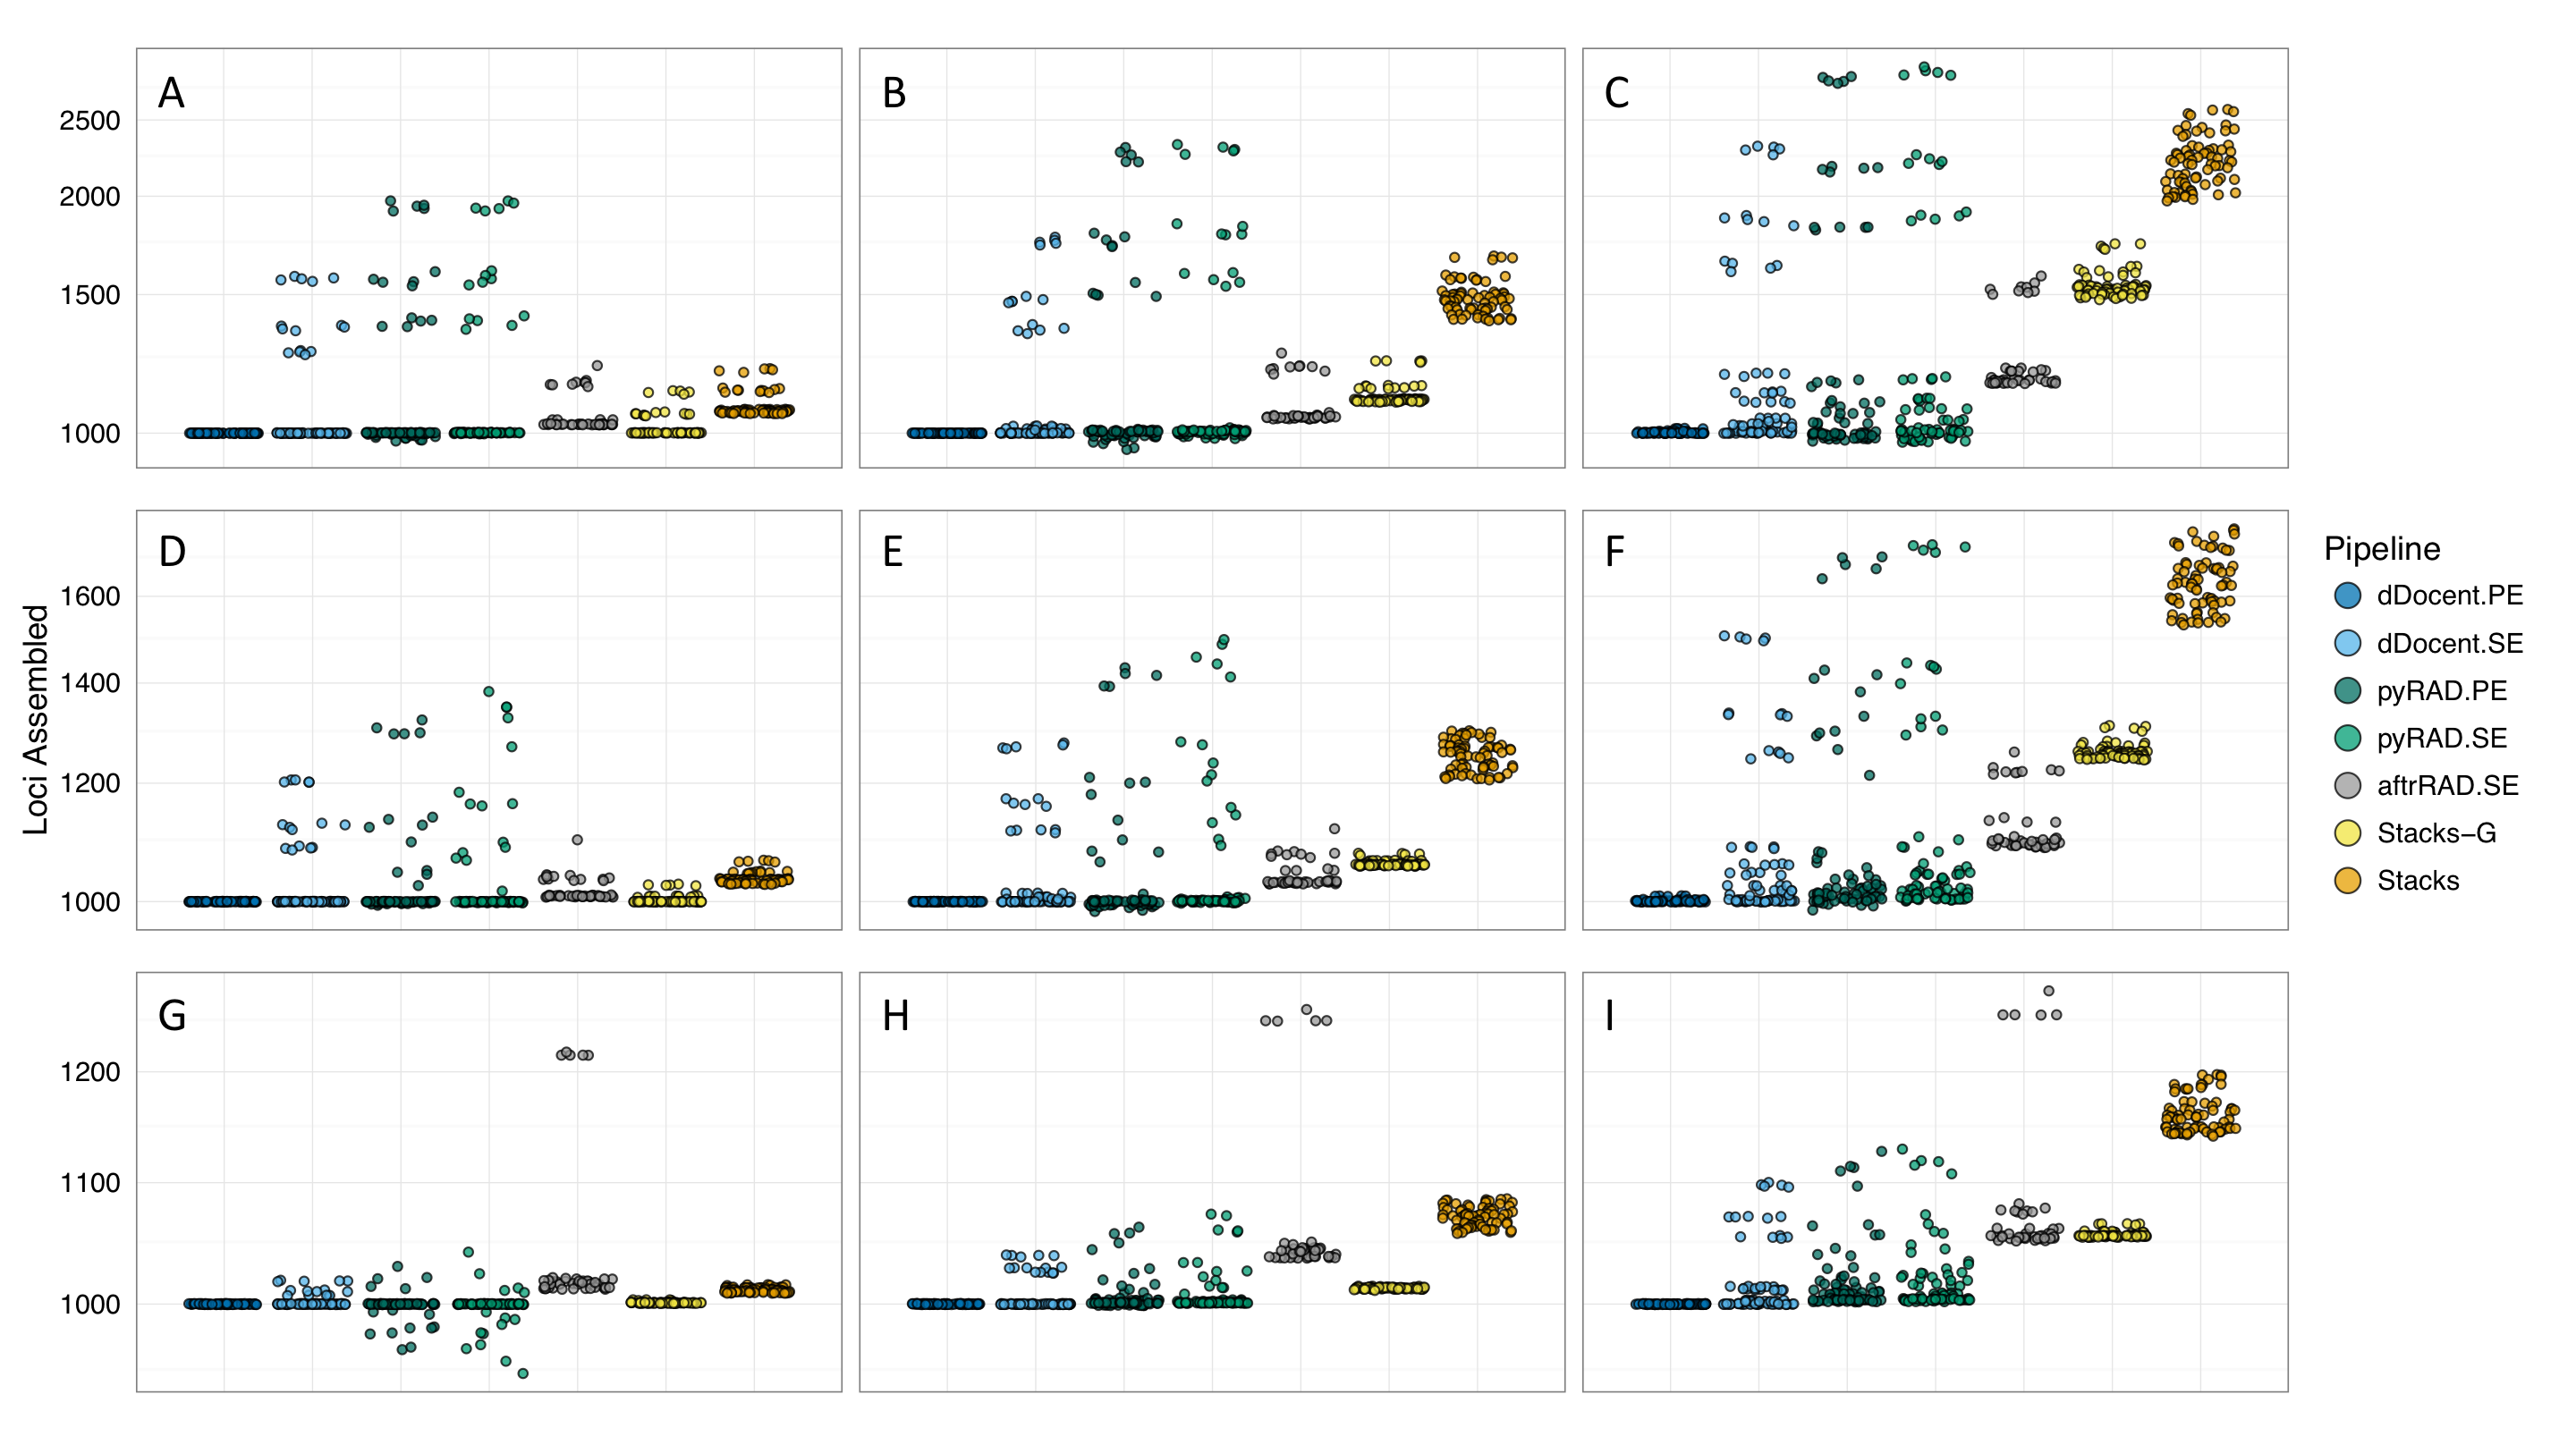 A
B
C
2500
2000
1500
1000
D
E
F
Loci Assembled
1600
1400
1200
1000
Pipeline
dDocent.PE
dDocent.SE
pyRAD.PE
pyRAD.SE
aftrRAD.SE
Stacks−G
Stacks
G
H
I
1200
1100
1000